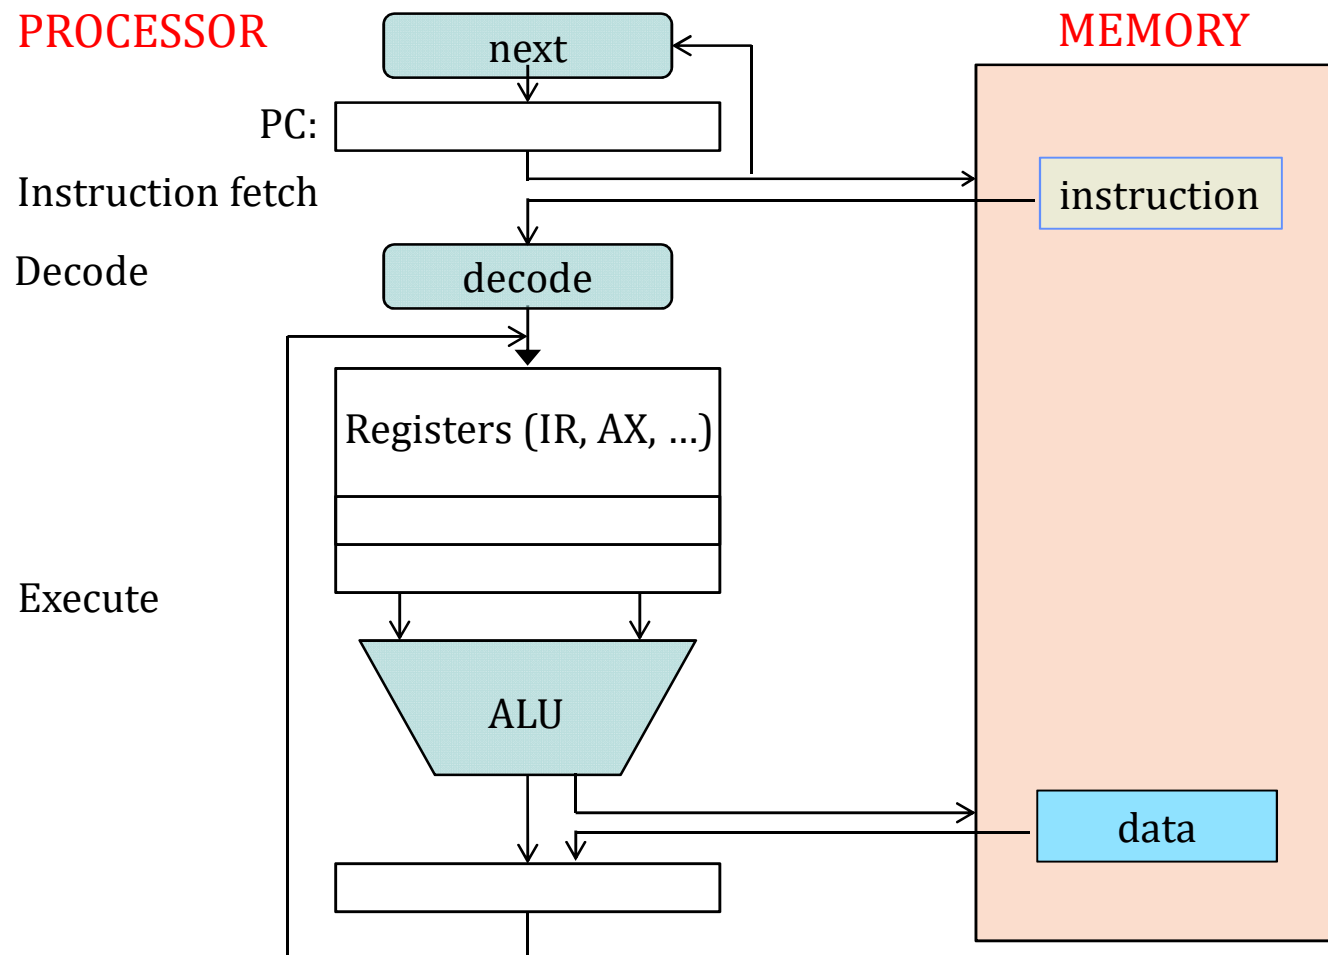 PROCESSOR
MEMORY
next
PC:
Instruction fetch
instruction
Decode
decode
Registers (IR, AX, ...)
Execute
ALU
data